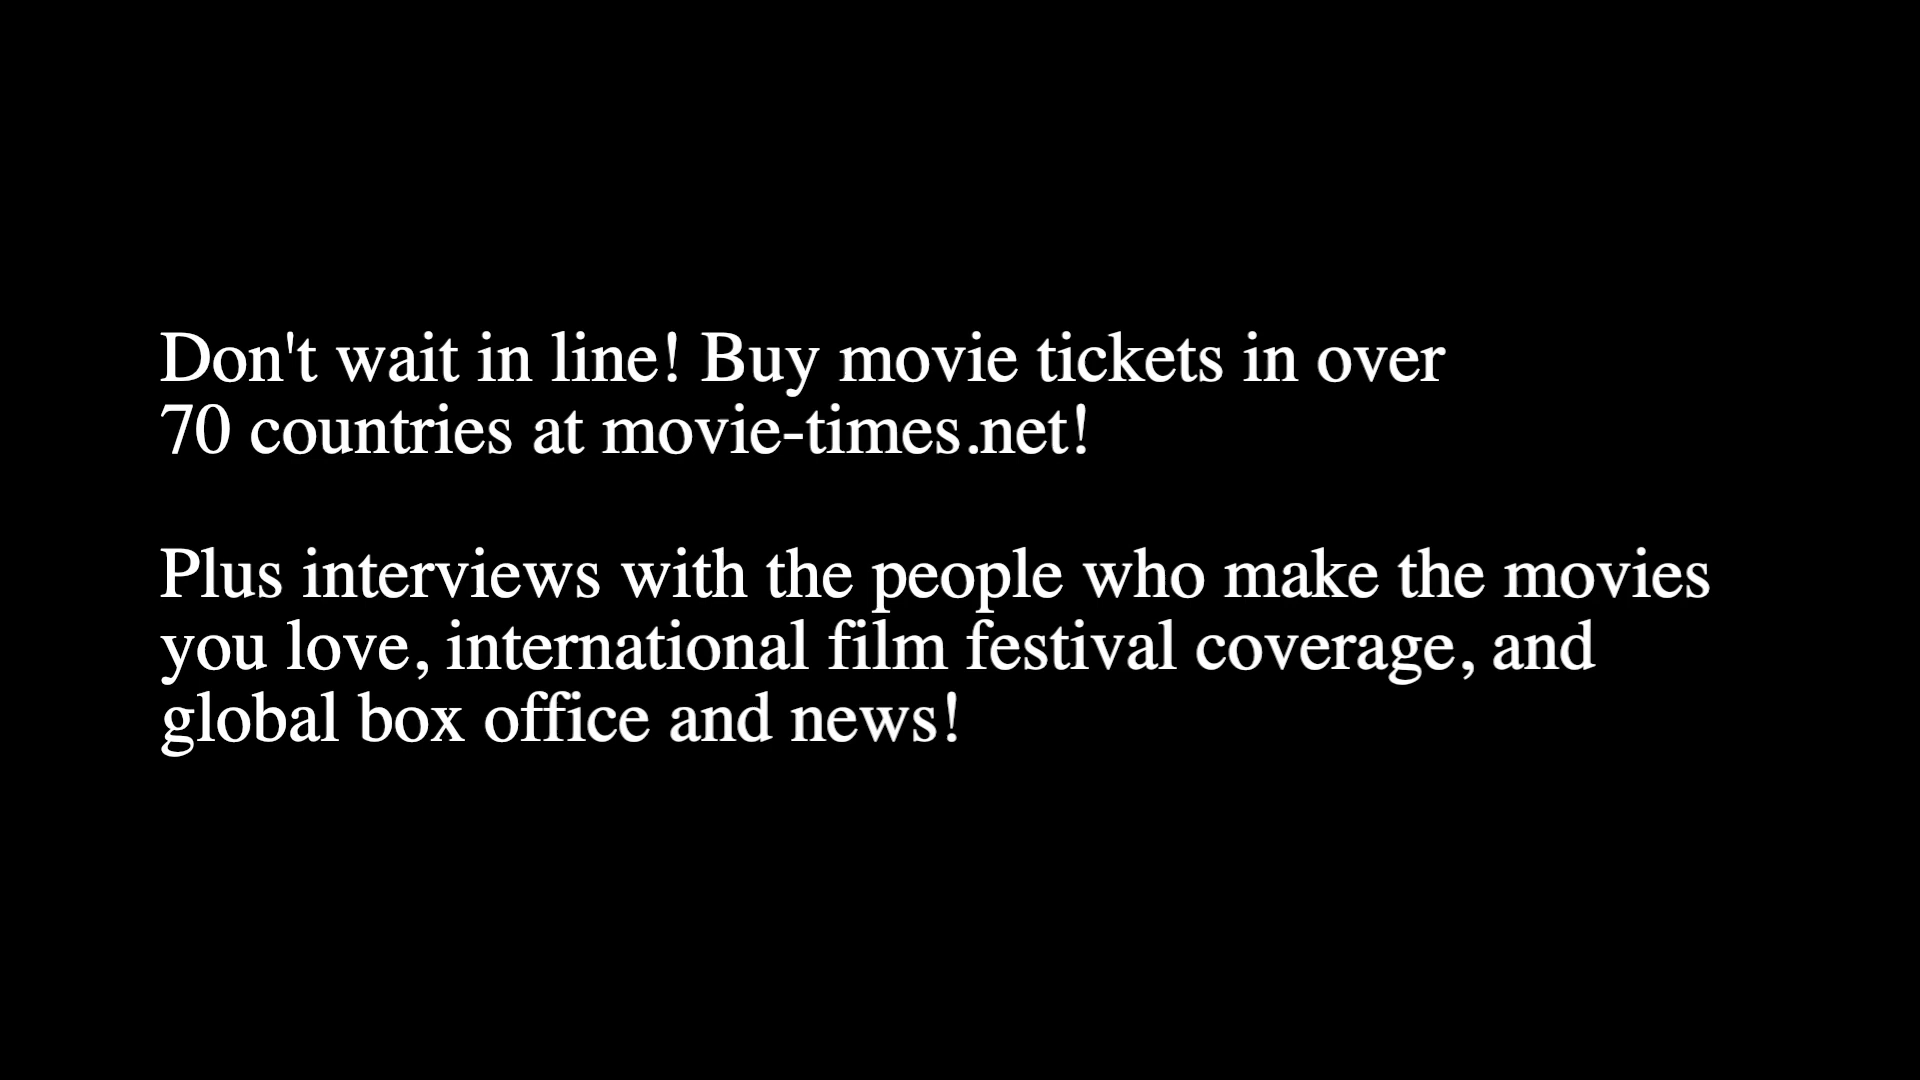 Don't wait in line! Buy movie tickets in over
70 countries at movie-times.net!
Plus interviews with the people who make the movies
you love, international film festival coverage, and
global box office and news!